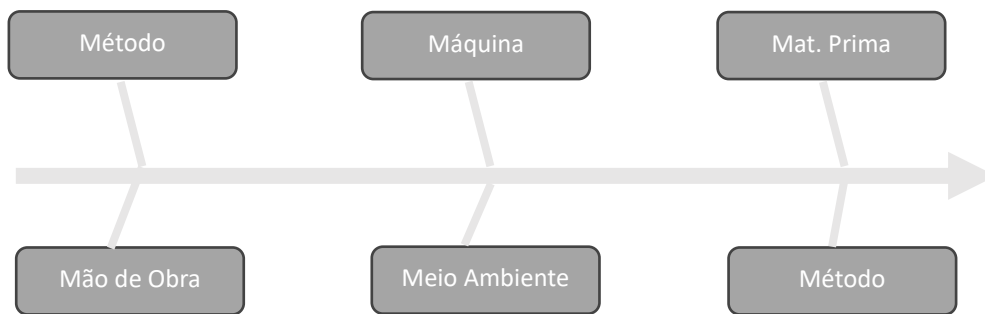 Método
Máquina
Mat. Prima
Mão de Obra
Meio Ambiente
Método